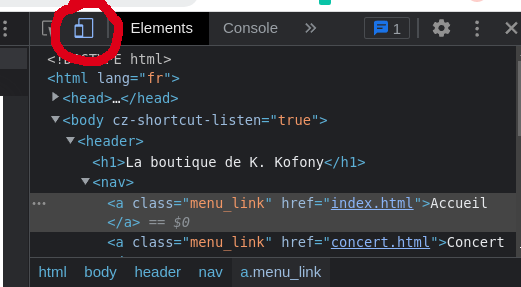 Elements Console » 1
<!DOCTYPE html>
<html lang="fr">
<head>…</head>
<body cz-shortcut-listen="true">
<header>
<h1>La boutique de K. Kofony</h1>
<nav>
<a class="menu_link" href="index.html">Accueil
</a> == $0
<a class="menu_link" href="concert.html">Concert
html body header nav a.menu_link